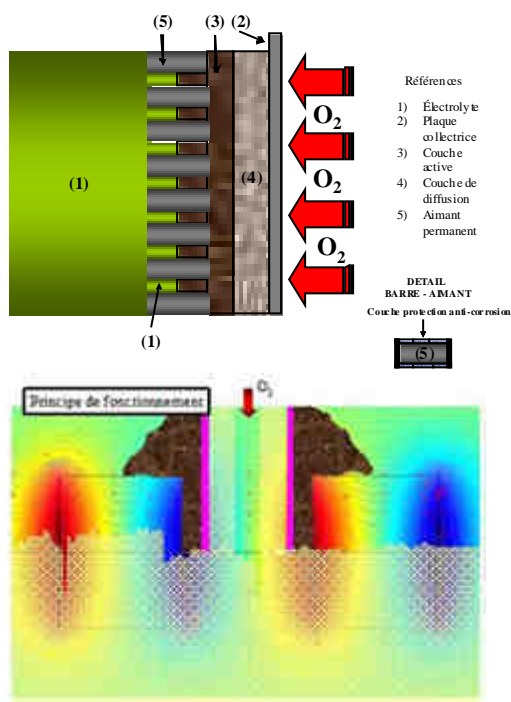 (5)
(3)
(2)
(1)
(4)
O2
O2
O2
(1)
Références
1) Électrolyte
2) Plaque
collectrice
3) Couche
active
4) Couche de
diffusion
5) Aimant
permanent
DETAIL
BARRE - AIMANT
Couche protection anti-corrosion
(5)
Principe de fonctionnement
O2